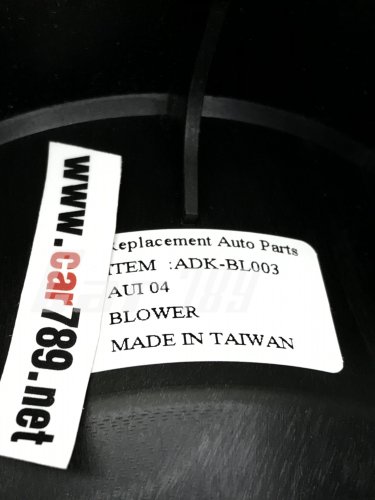 www.car789.net
Replacement Auto Parts
ITEM :ADK-BL003
AUI 04
BLOWER
MADE IN TAIWAN